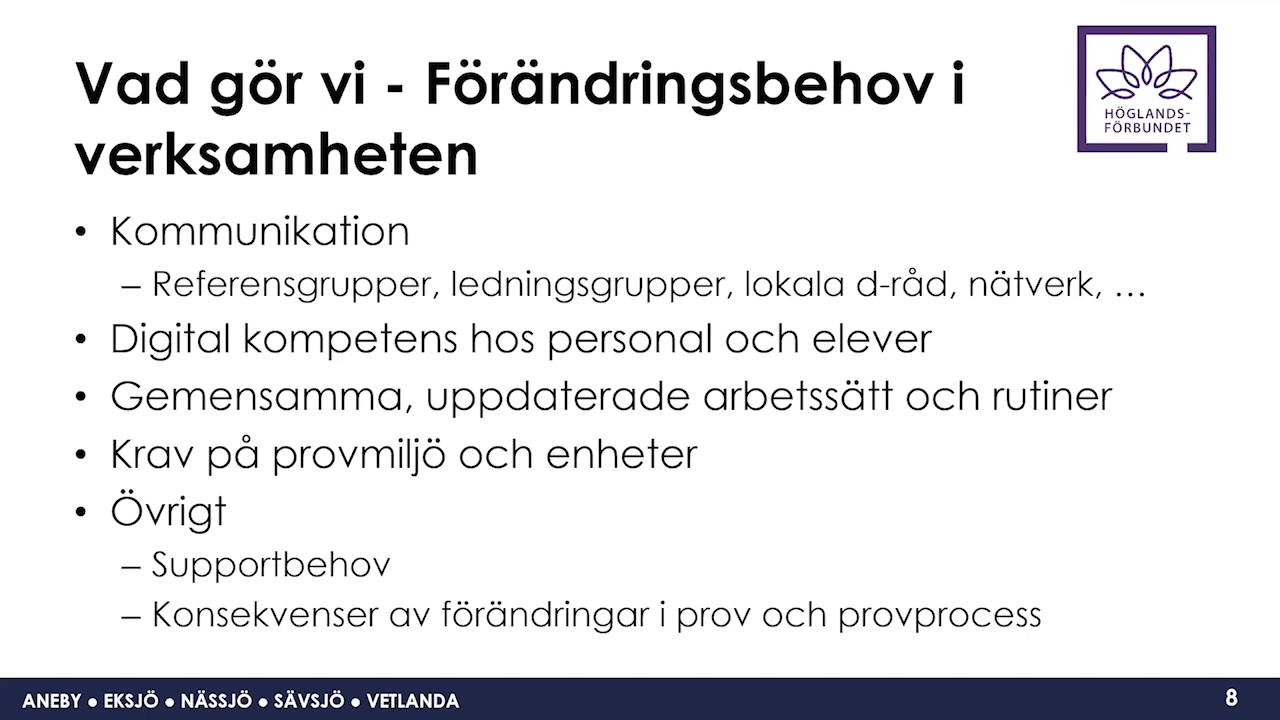 Vad gör vi - Förändringsbehov i
verksamheten
HÖGLANDS-
FÖRBUNDET
• Kommunikation
– Referensgrupper, ledningsgrupper, lokala d-råd, nätverk, …
• Digital kompetens hos personal och elever
• Gemensamma, uppdaterade arbetssätt och rutiner
• Krav på provmiljö och enheter
• Övrigt
– Supportbehov
– Konsekvenser av förändringar i prov och provprocess
ANEBY ● EKSJÖ ● NÄSSJÖ ● SÄVSJÖ ● VETLANDA
8